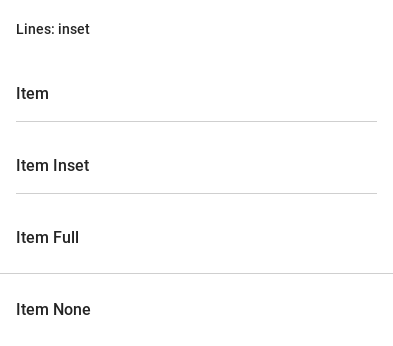 Lines: inset
Item
Item Inset
Item Full
Item None